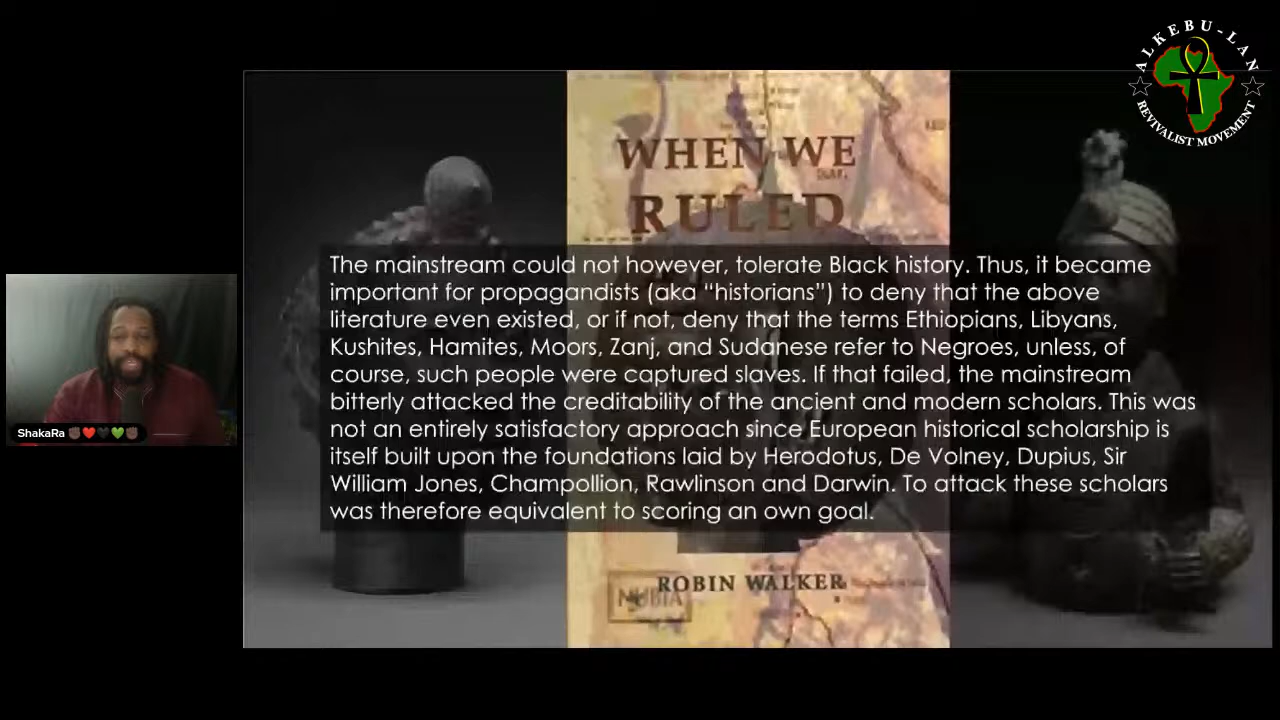 ALKEBU-LAN
REVIVALIST MOVEMENT
WHEN WE
RULED
The mainstream could not however, tolerate Black history. Thus, it became
important for propagandists (aka “historians”) to deny that the above
literature even existed, or if not, deny that the terms Ethiopians, Libyans,
Kushites, Hamites, Moors, Zanj, and Sudanese refer to Negroes, unless, of
course, such people were captured slaves. If that failed, the mainstream
bitterly attacked the creditability of the ancient and modern scholars. This was
not an entirely satisfactory approach since European historical scholarship is
itself built upon the foundations laid by Herodotus, De Volney, Dupius, Sir
William Jones, Champollion, Rawlinson and Darwin. To attack these scholars
was therefore equivalent to scoring an own goal.
ShakaRa
ROBIN WALKER
NUBIA